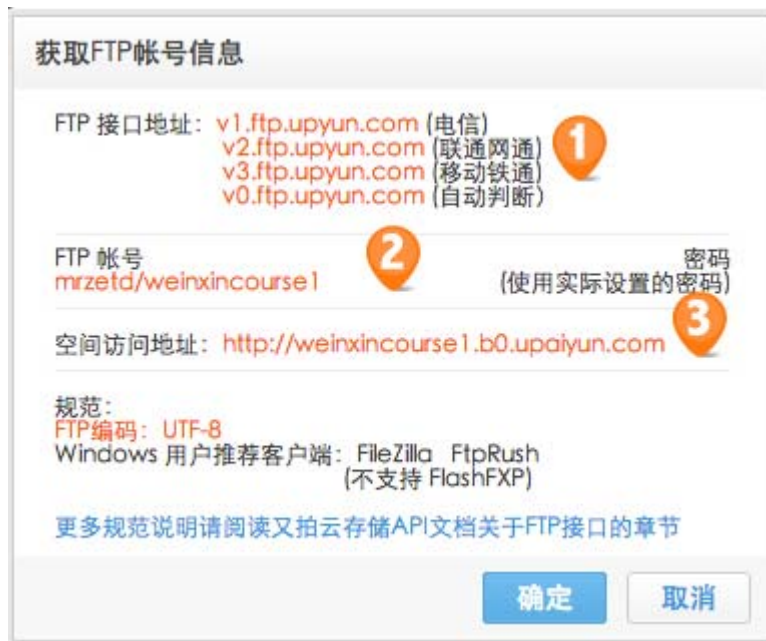 获取FTP帐号信息
FTP 接口地址：v1.ftp.upyun.com (电信)
v2.ftp.upyun.com (联通网通)
v3.ftp.upyun.com (移动铁通)
v0.ftp.upyun.com (自动判断）
1
FTP 帐号 2 密码
mrzetd/weinxincourse1 (使用实际设置的密码)
3
空间访问地址：http://weinxincourse1.b0.upaiyun.com
规范：
FTP编码：UTF-8
Windows 用户推荐客户端：FileZilla FtpRush
(不支持 FlashFXP)
更多规范说明请阅读又拍云存储API文档关于FTP接口的章节
确定 取消